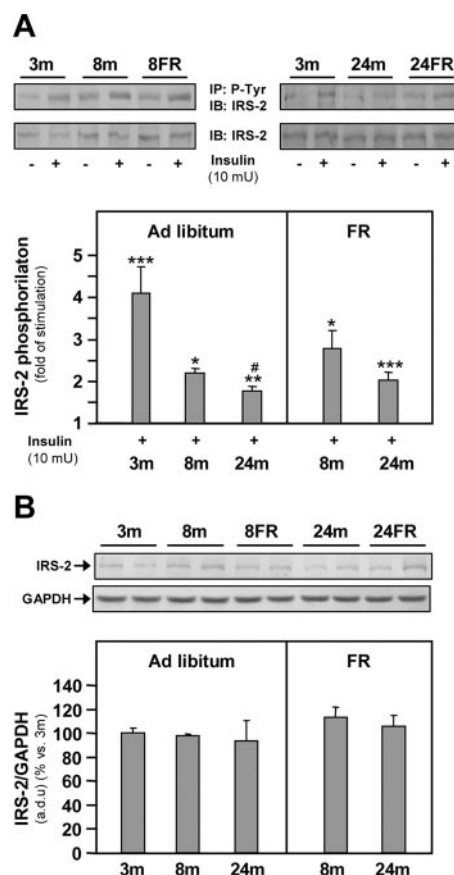 A
3m 8m 8FR 3m 24m 24FR
IP: P-Tyr
IB: IRS-2
IB: IRS-2
- + - + - + Insulin - + - + - +
(10 mU)
Ad libitum FR
IRS-2 phosphorilaton
(fold of stimulation)
5
4
3
2
1
*** * # ** * ***
Insulin + + + + +
(10 mU)
3m 8m 24m 8m 24m
B
3m 8m 8FR 24m 24FR
IRS-2
GAPDH
Ad libitum FR
IRS-2/GAPDH
(a.d.u) (% vs. 3m)
140
120
100
80
60
40
20
0
3m 8m 24m 8m 24m